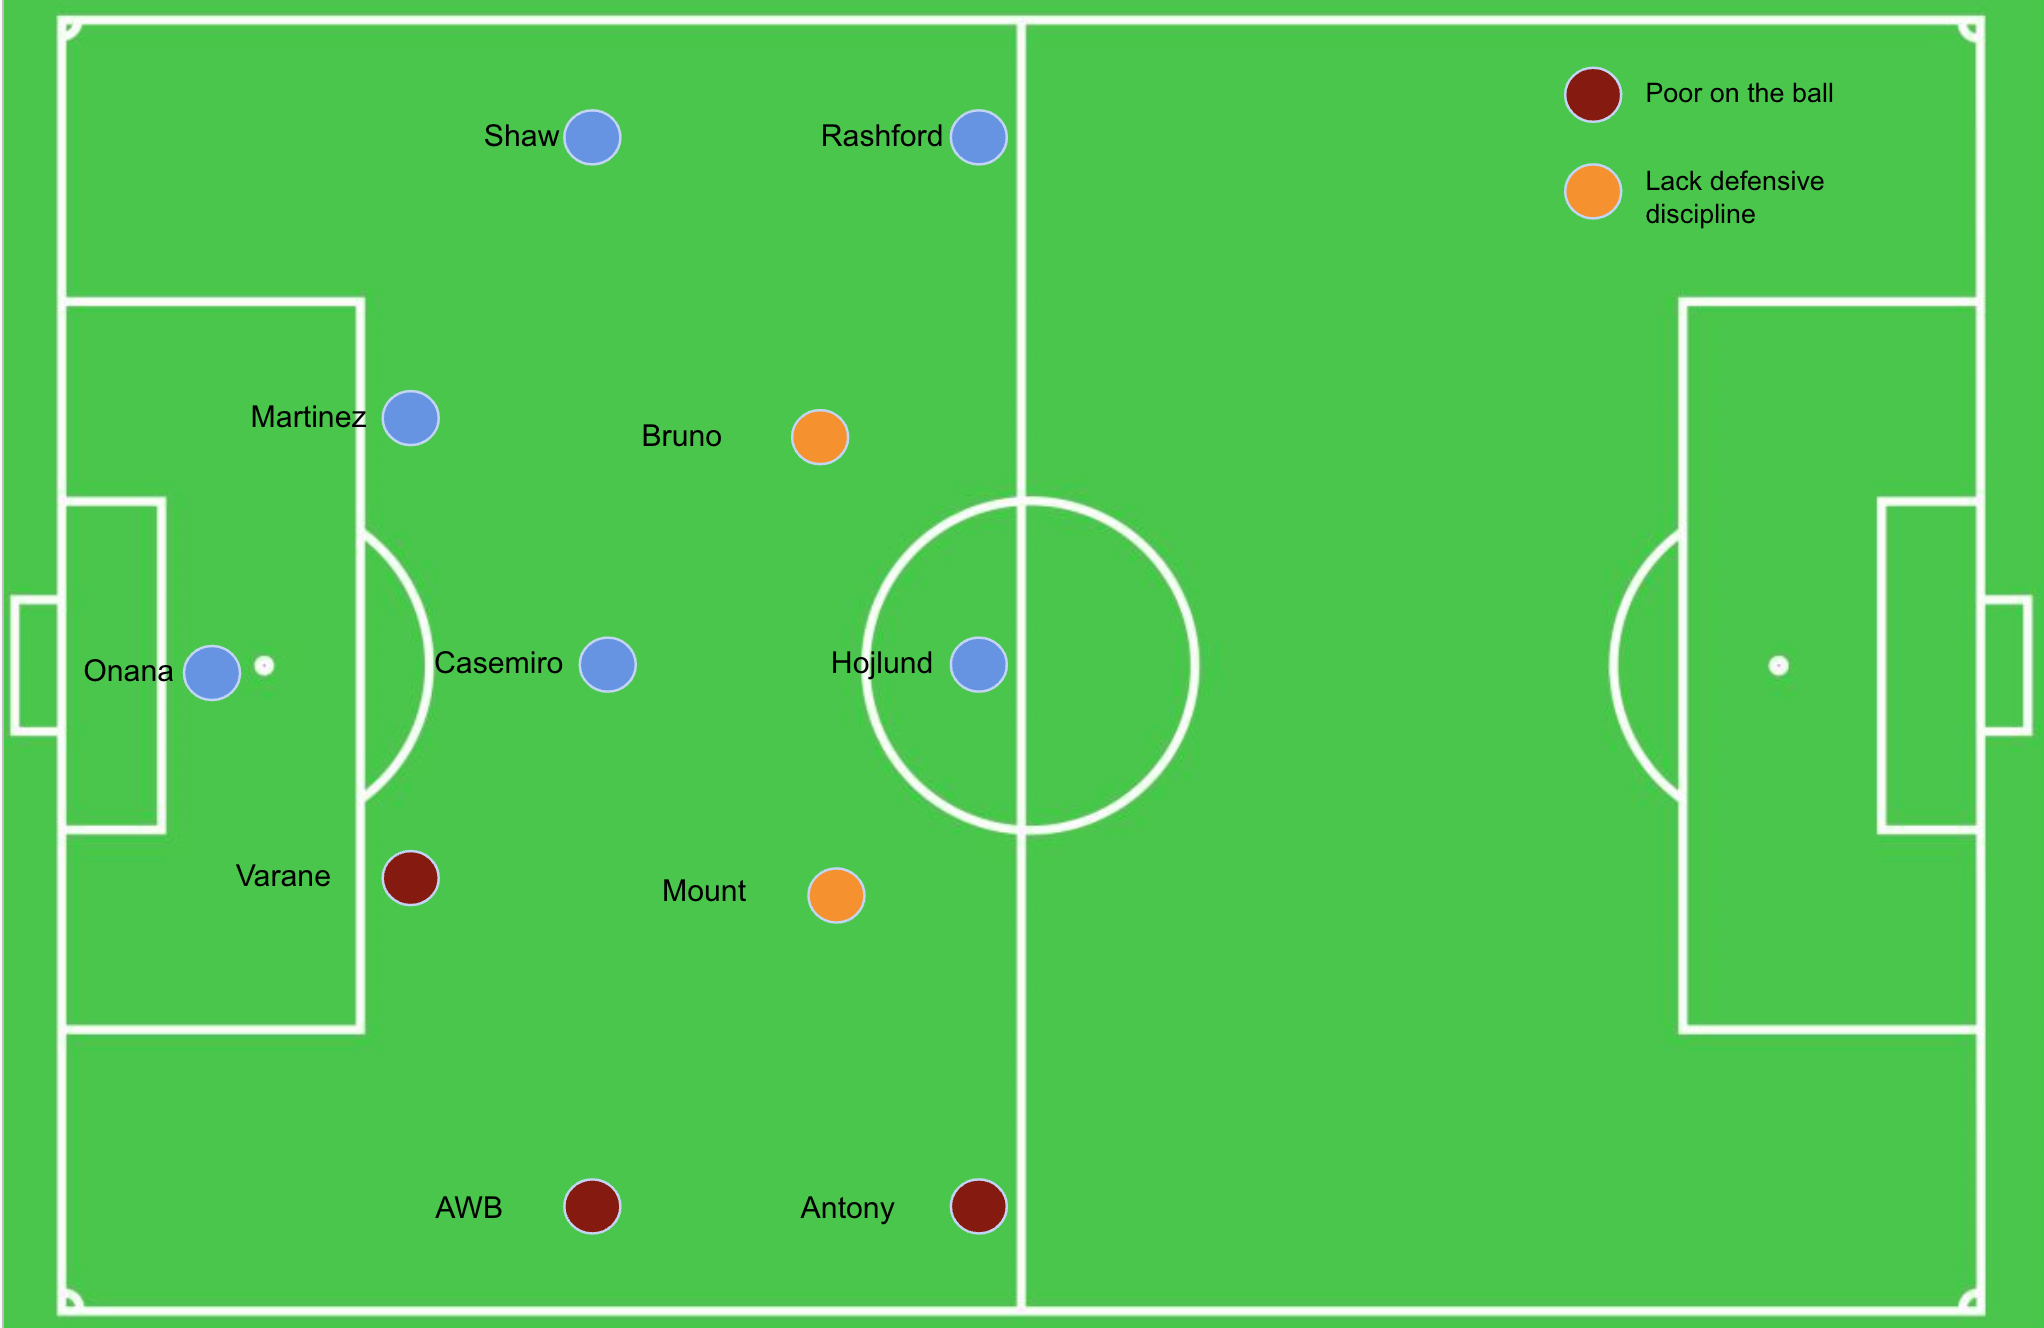 Poor on the ball
Shaw
Rashford
Lack defensive
discipline
Martinez
Bruno
Onana
Casemiro
Hojlund
Varane
Mount
AWB
Antony